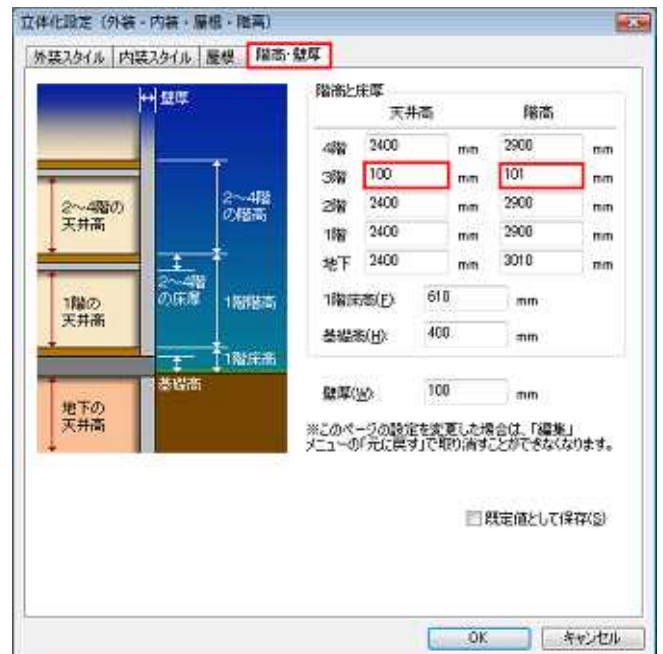 立体化設定（外装・内装・屋根・階高）
外装スタイル 内装スタイル 屋根 階高・壁厚
壁厚
2～4階の
天井高
2～4階
の階高
2～4階
の床厚
1階の
天井高
1階階高
1階床高
基礎高
地下の
天井高
階高と床厚
天井高 階高
4階 2400 mm 2900 mm
3階 100 mm 101 mm
2階 2400 mm 2900 mm
1階 2400 mm 2900 mm
地下 2400 mm 3010 mm
1階床高(F): 610 mm
基礎高(H): 400 mm
壁厚(W): 100 mm
※このページの設定を変更した場合は、「編集」
メニューの「元に戻す」で取り消すことができなくなります。
既定値として保存(S)
OK キャンセル